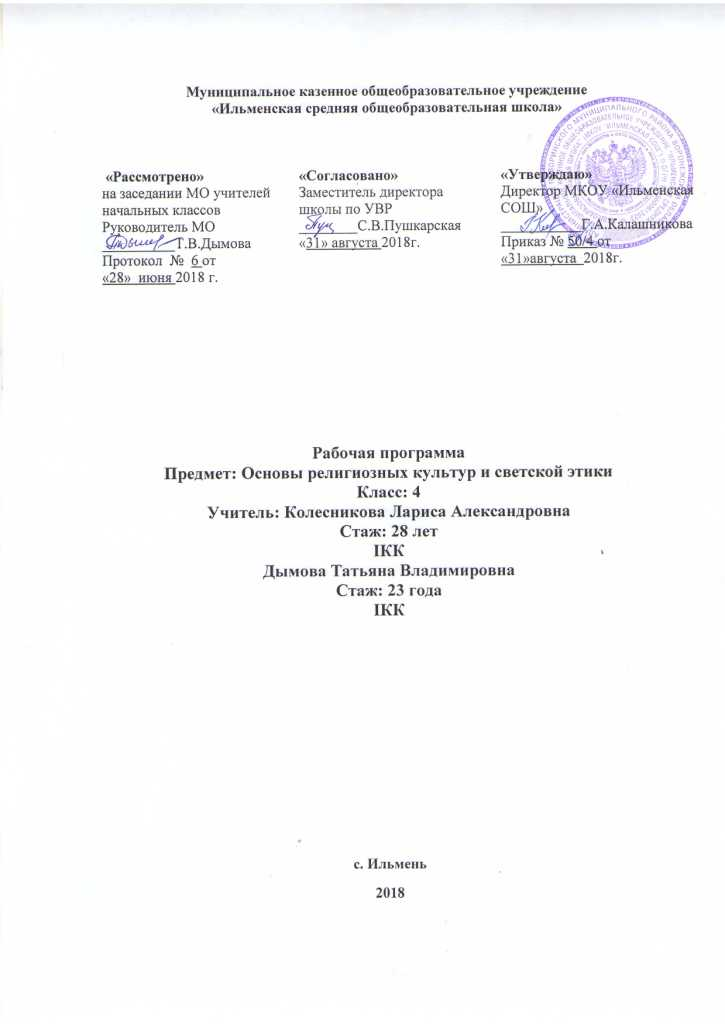 Муниципальное казенное общеобразовательное учреждение
«Ильменская средняя общеобразовательная школа»
«Рассмотрено»
на заседании МО учителей
начальных классов
Руководитель МО
__________Т.В.Дымова
Протокол № 6 от
«28» июня 2018 г.
«Согласовано»
Заместитель директора
школы по УВР
________С.В.Пушкарская
«31» августа 2018г.
«Утверждаю»
Директор МКОУ «Ильменская
СОШ»
___________Г.А.Калашникова
Приказ № 50/4 от
«31»августа 2018г.
Рабочая программа
Предмет: Основы религиозных культур и светской этики
Класс: 4
Учитель: Колесникова Лариса Александровна
Стаж: 28 лет
IКК
Дымова Татьяна Владимировна
Стаж: 23 года
IКК
с. Ильмень
2018